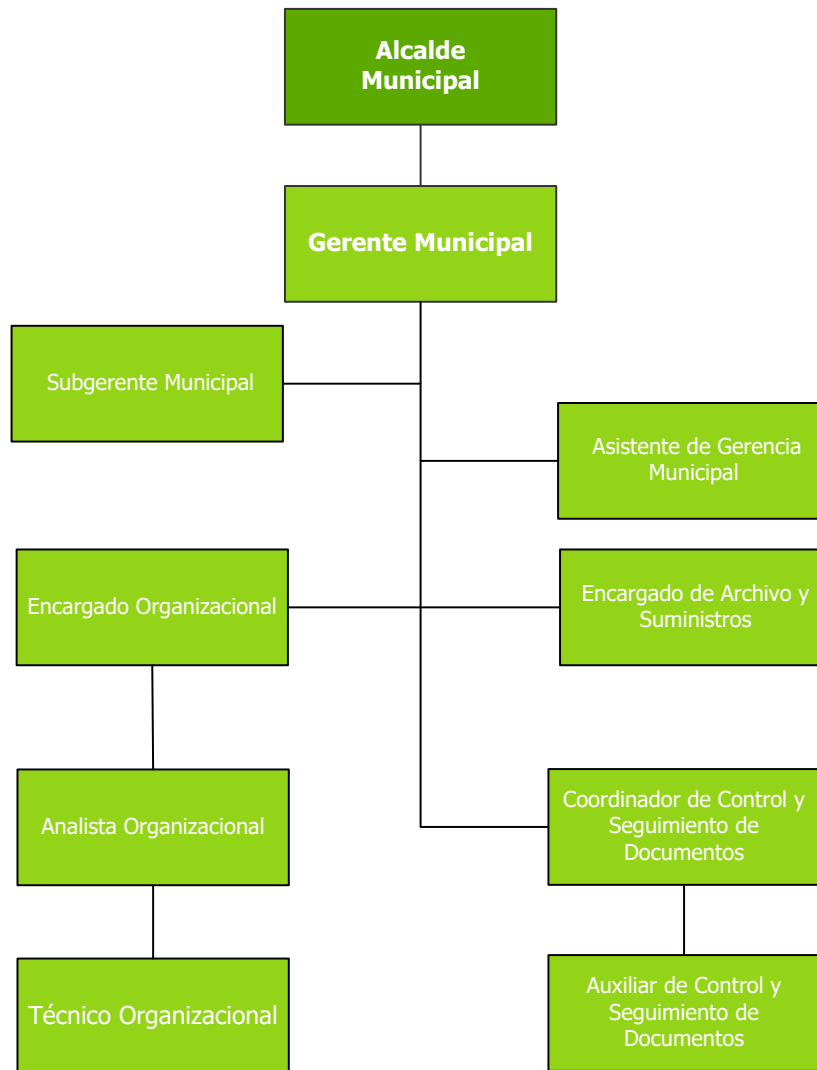 Alcalde
Municipal
Gerente Municipal
Subgerente Municipal
Asistente de Gerencia
Municipal
Encargado Organizacional
Encargado de Archivo y
Suministros
Analista Organizacional
Coordinador de Control y
Seguimiento de
Documentos
Técnico Organizacional
Auxiliar de Control y
Seguimiento de
Documentos